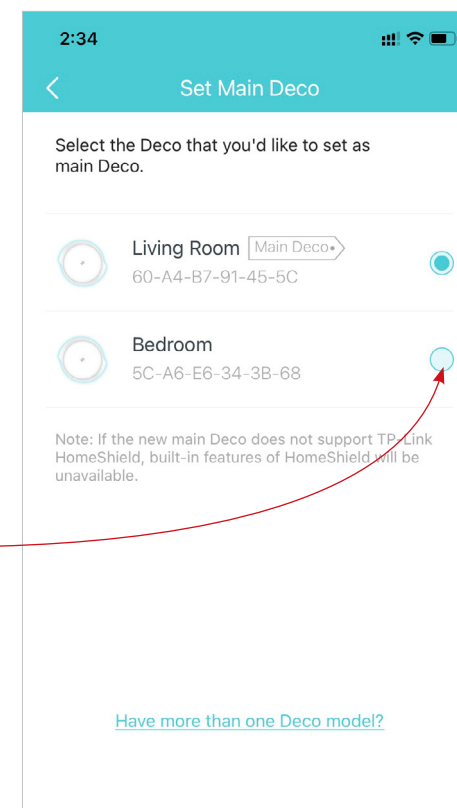 2:34
Set Main Deco
Select the Deco that you'd like to set as
main Deco.
Living Room Main Deco
60-A4-B7-91-45-5C
Bedroom
5C-A6-E6-34-3B-68
Note: If the new main Deco does not support TP-Link
HomeShield, built-in features of HomeShield will be
unavailable.
Have more than one Deco model?